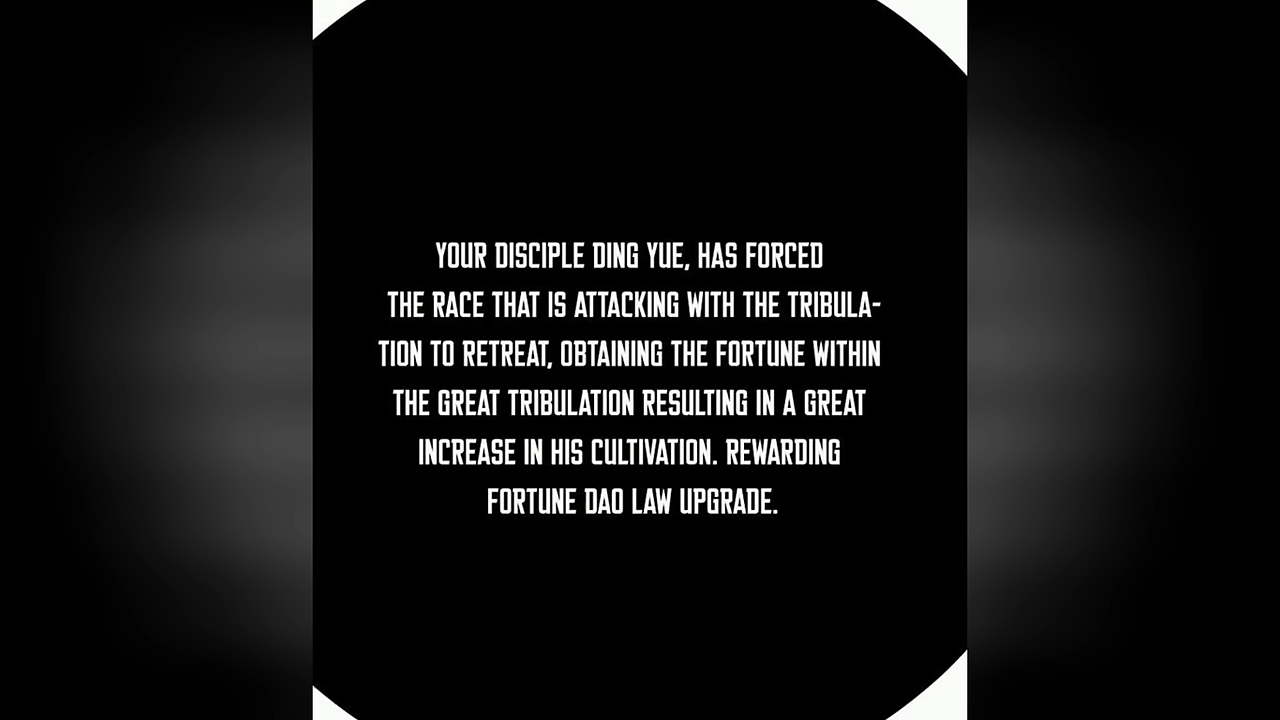 YOUR DISCIPLE DING YUE, HAS FORCED
THE RACE THAT IS ATTACKING WITH THE TRIBULA-
TION TO RETREAT, OBTAINING THE FORTUNE WITHIN
THE GREAT TRIBULATION RESULTING IN A GREAT
INCREASE IN HIS CULTIVATION. REWARDING
FORTUNE DAO LAW UPGRADE.